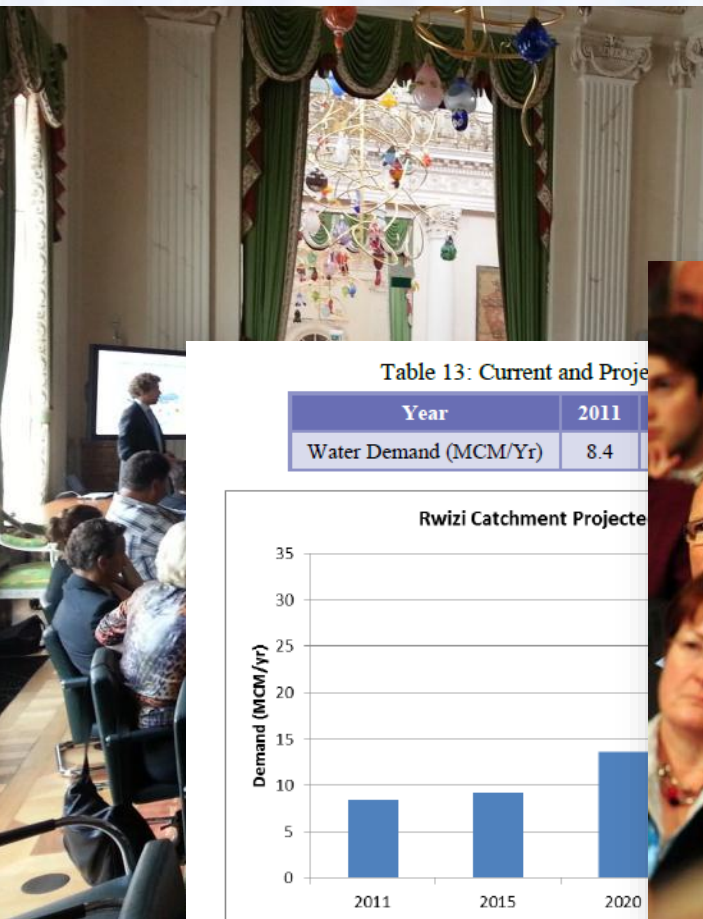 Table 13: Current and Proje
Year 2011
Water Demand (MCM/Yr) 8.4
Rwizi Catchment Projecte
35
30
25
20
15
10
5
0
Demand (MCM/yr)
2011 2015 2020